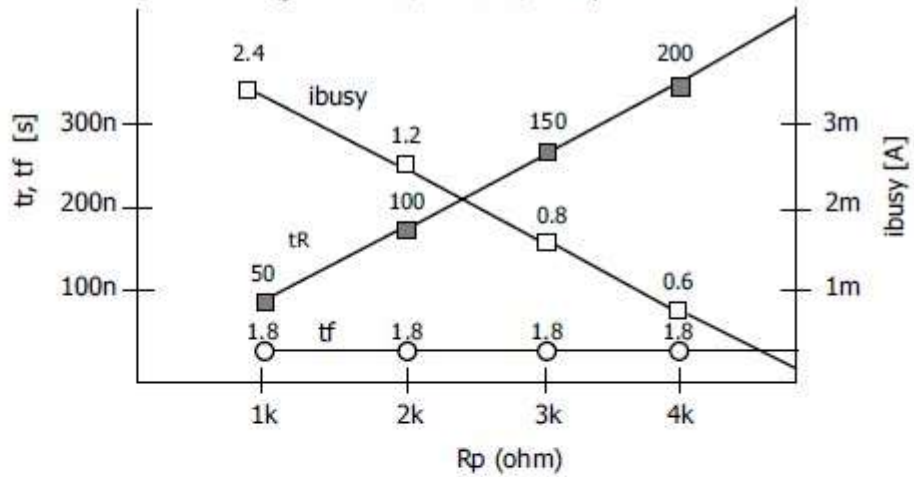 2.4
200
ibusy
300n
150
3m
1.2
tr, tf [s]
ibusy [A]
100
200n
2m
0.8
tR
50
0.6
100n
1m
1.8
tf
1.8
1.8
1.8
1k
2k
3k
4k
Rp (ohm)